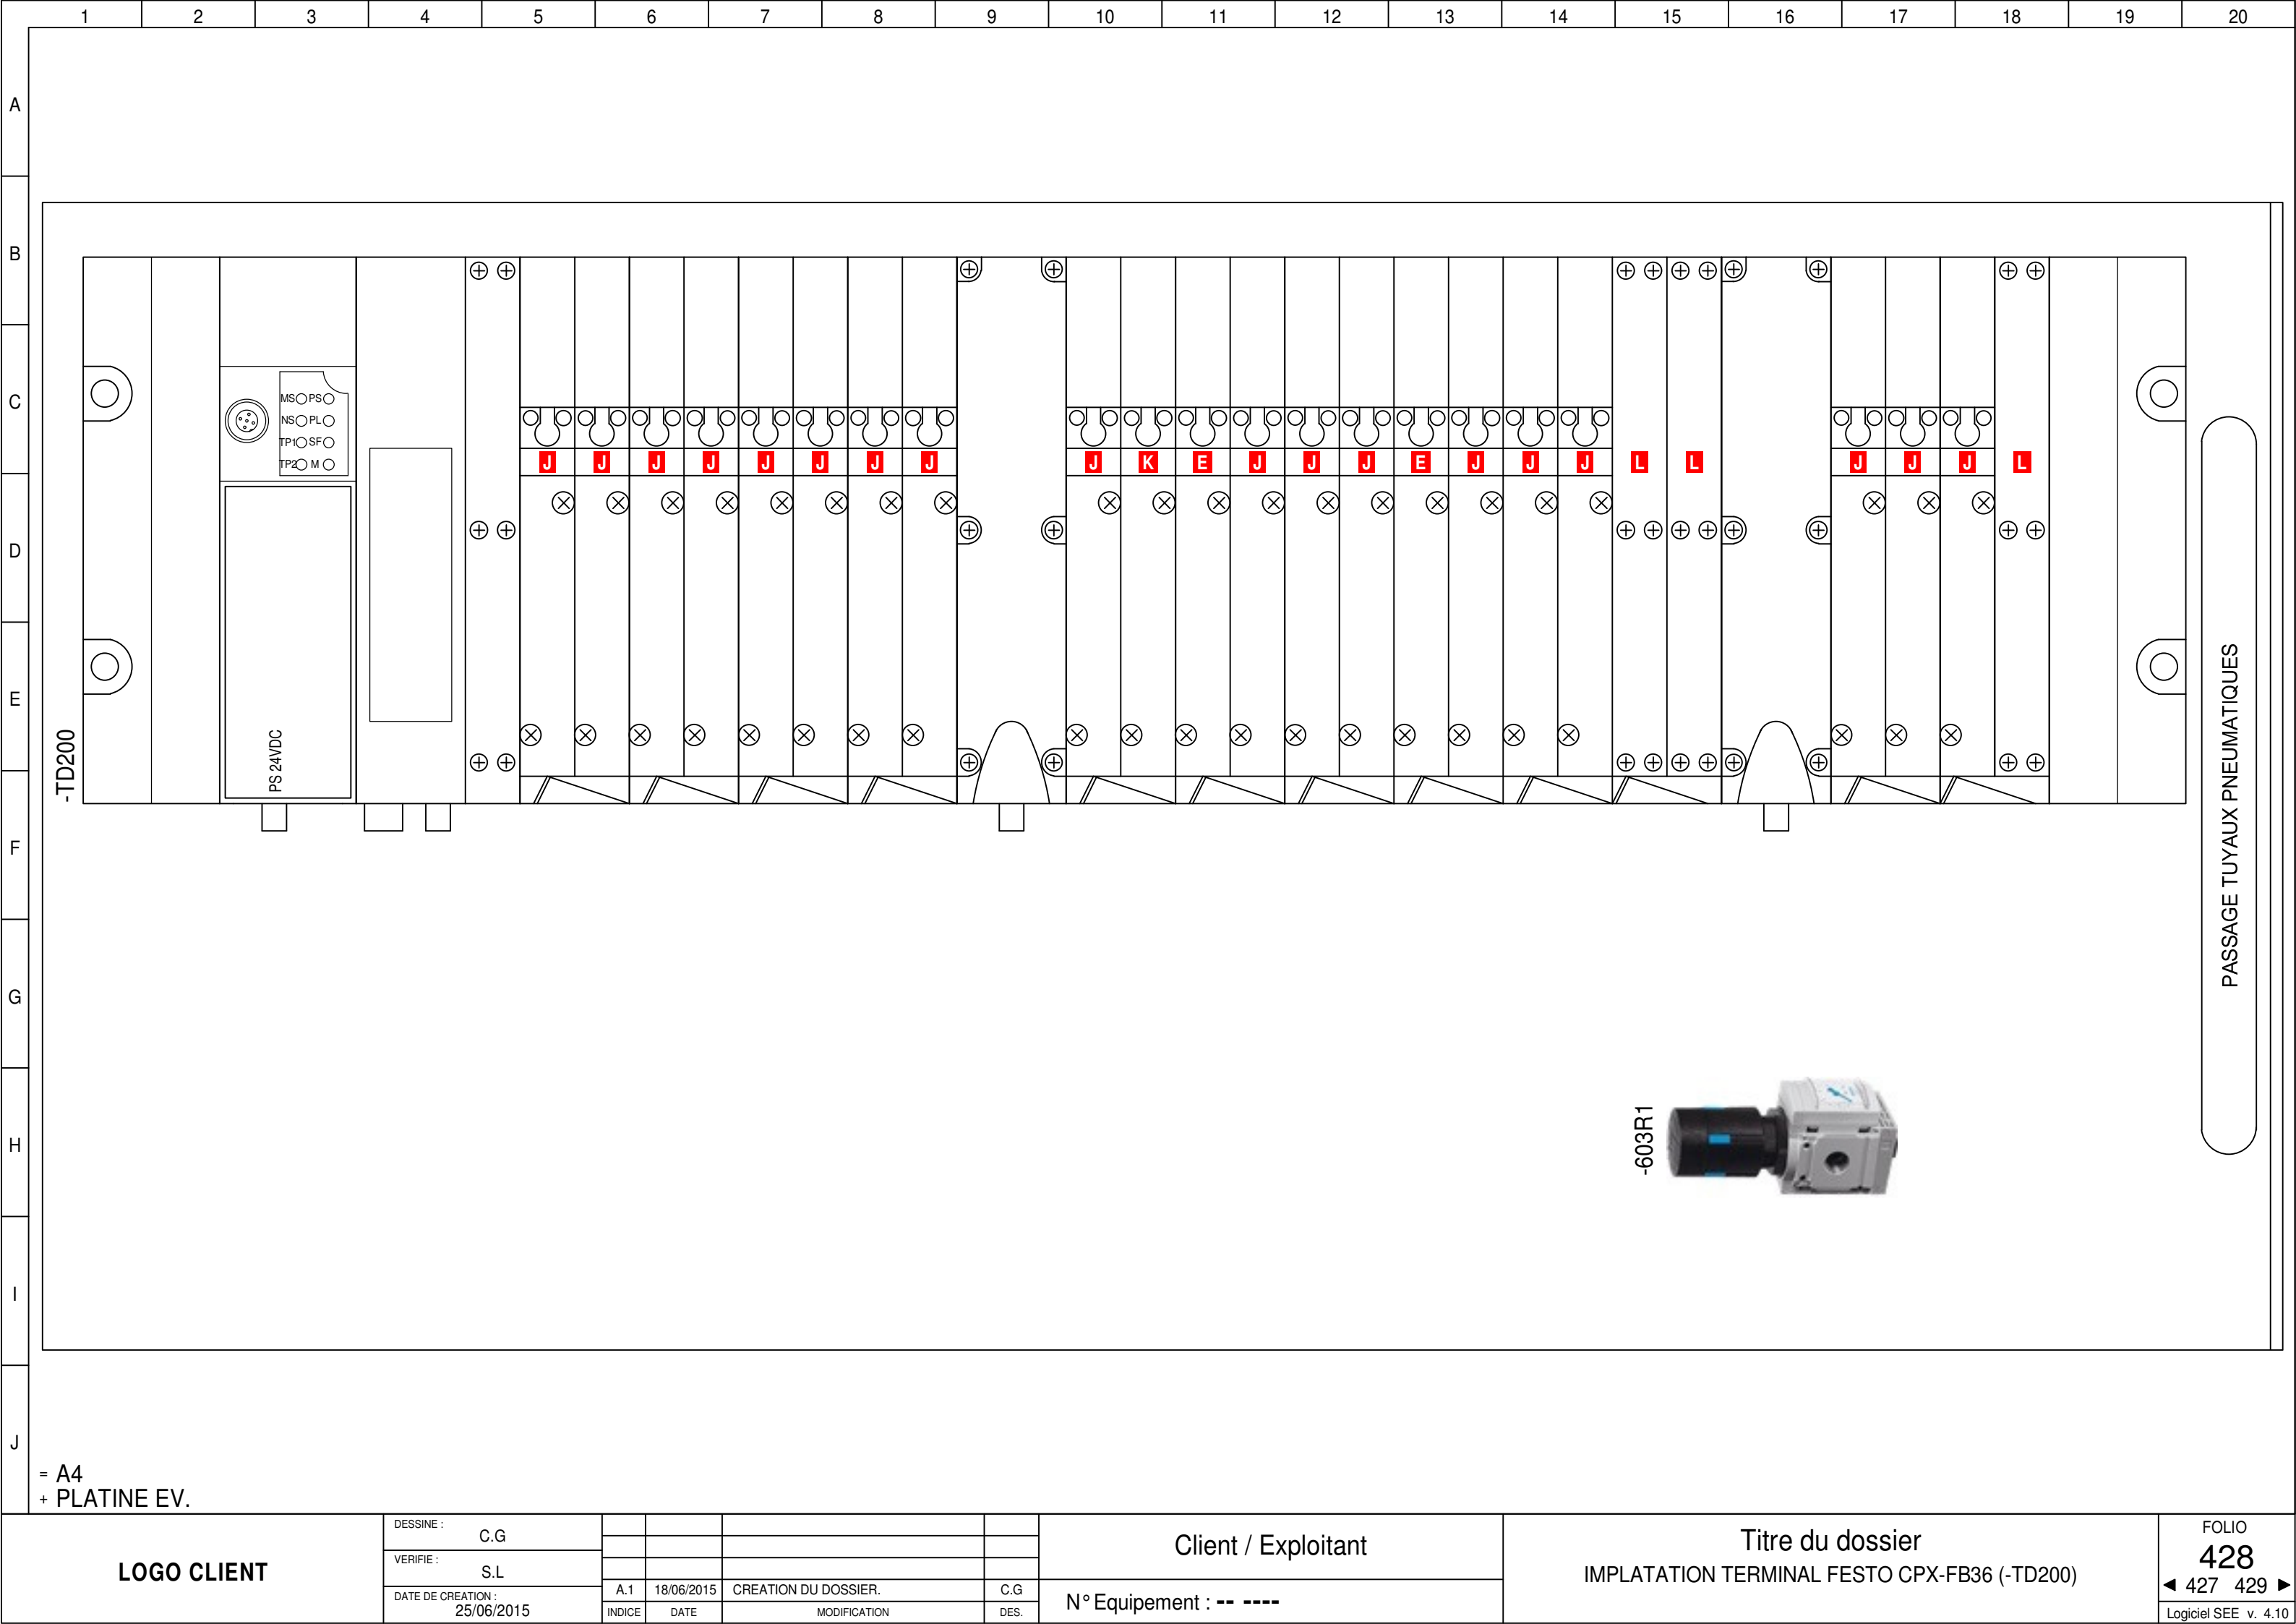 1 2 3 4 5 6 7 8 9 10 11 12 13 14 15 16 17 18 19 20
A
B
C
D
E
F
G
H
I
J
MS PS
NS PL
TP1 SF
TP2 M
J J J J J J J J J K E J J J E J J J L L J J J L
-TD200
PS 24VDC
PASSAGE TUYAUX PNEUMATIQUES
-603R1
= A4
+ PLATINE EV.
LOGO CLIENT
DESSINE :
C.G
VERIFIE :
S.L
DATE DE CREATION :
25/06/2015
A.1 18/06/2015 CREATION DU DOSSIER. C.G
INDICE DATE MODIFICATION DES.
Client / Exploitant
N° Equipement : -- ----
Titre du dossier
IMPLATATION TERMINAL FESTO CPX-FB36 (-TD200)
FOLIO
428
◄ 427 429 ►
Logiciel SEE v. 4.10